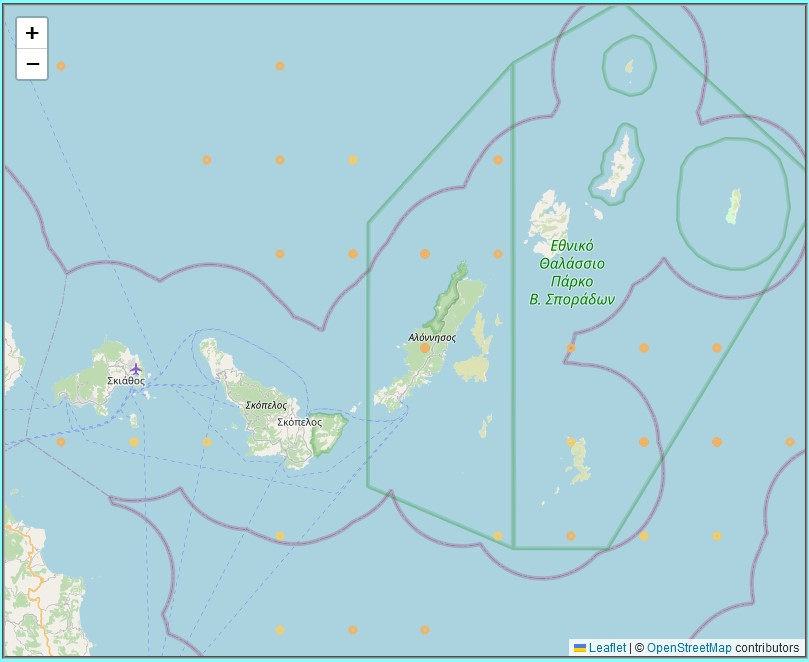 +
−
Εθνικό
Θαλάσσιο
Πάρκο
Β. Σποράδων
Αλόννησος
Σκιάθος
Σκόπελος
Σκόπελος
Leaflet | © OpenStreetMap contributors